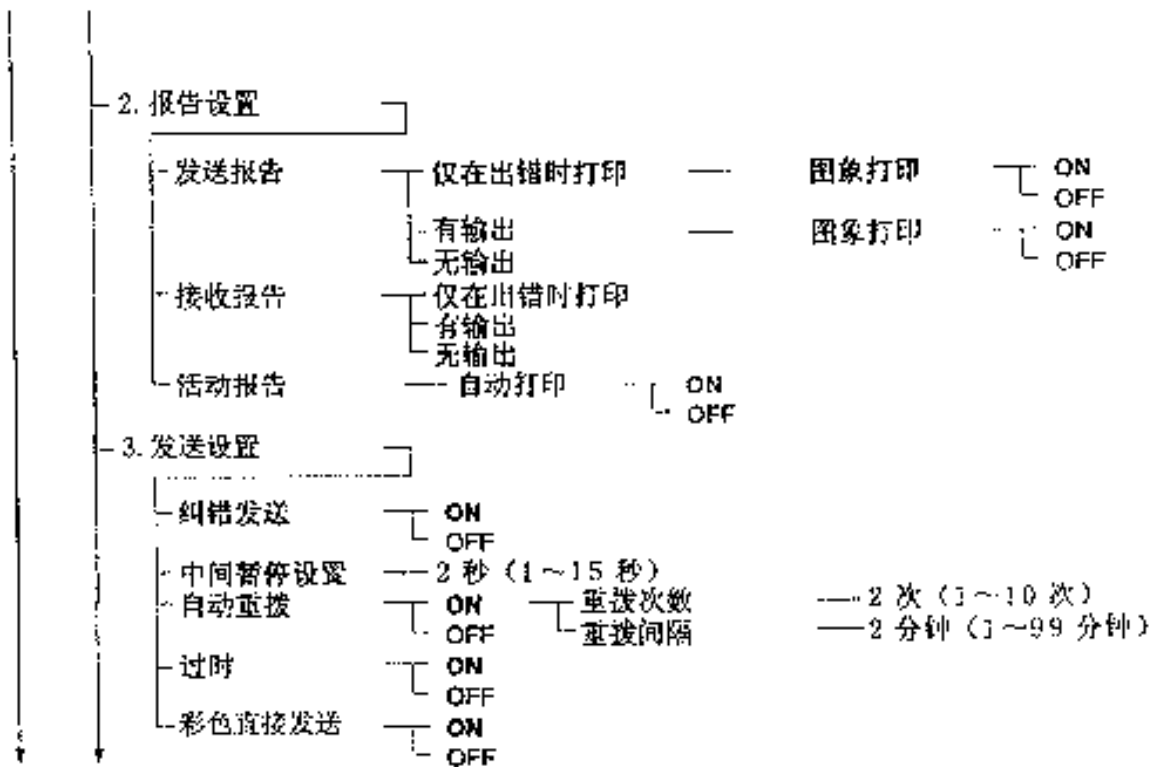 2. 报告设置
发送报告 仅在出错时打印 图象打印 ON
OFF
有输出 图象打印 ON
无输出 OFF
接收报告 仅在出错时打印
有输出
无输出
活动报告 自动打印 ON
OFF
3. 发送设置
纠错发送 ON
OFF
中间暂停设置 2 秒（1～15 秒）
自动重拨 ON 重拨次数 2 次（1～10 次）
OFF 重拨间隔 2 分钟（1～99 分钟）
过时 ON
OFF
彩色直接发送 ON
OFF